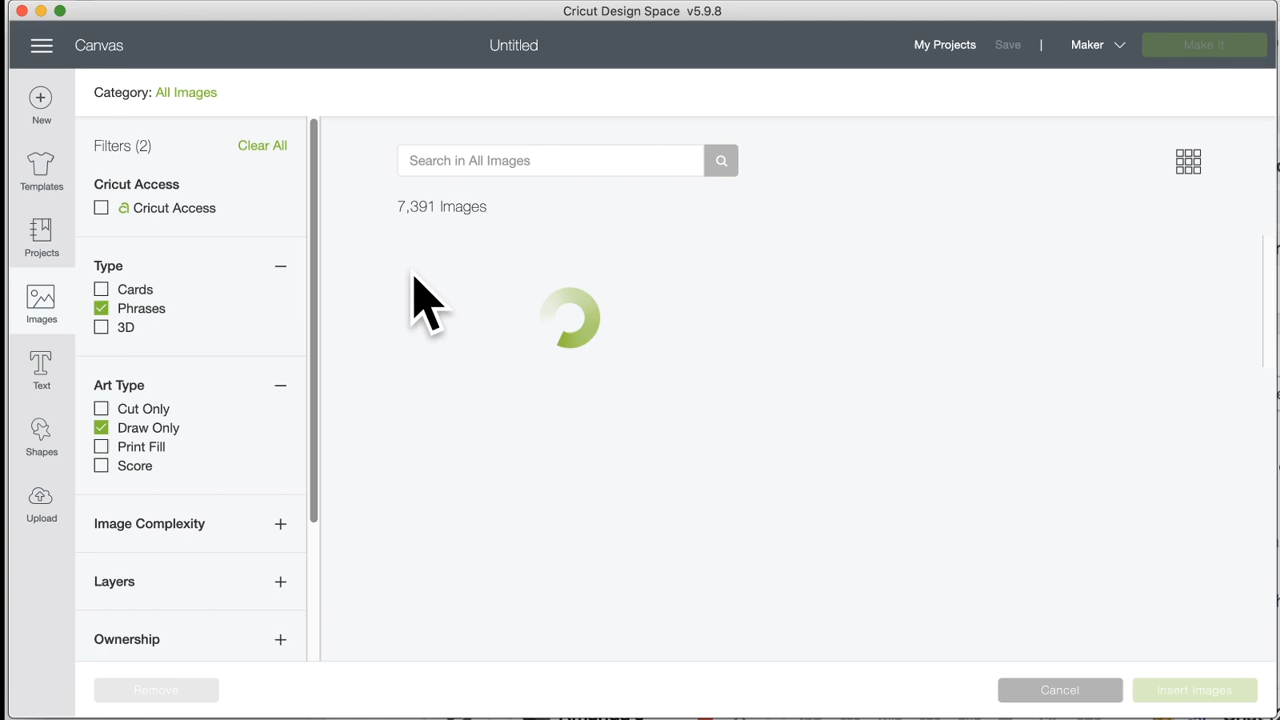 Cricut Design Space v5.9.8
Canvas
Untitled
My Projects
Save
|
Maker
Make It
New
Templates
Projects
Images
Text
Shapes
Upload
Category: All Images
Filters (2)
Clear All
Cricut Access
a Cricut Access
Type
Cards
Phrases
3D
Art Type
Cut Only
Draw Only
Print Fill
Score
Image Complexity
Layers
Ownership
Remove
Search in All Images
7,391 Images
Cancel
Insert Images